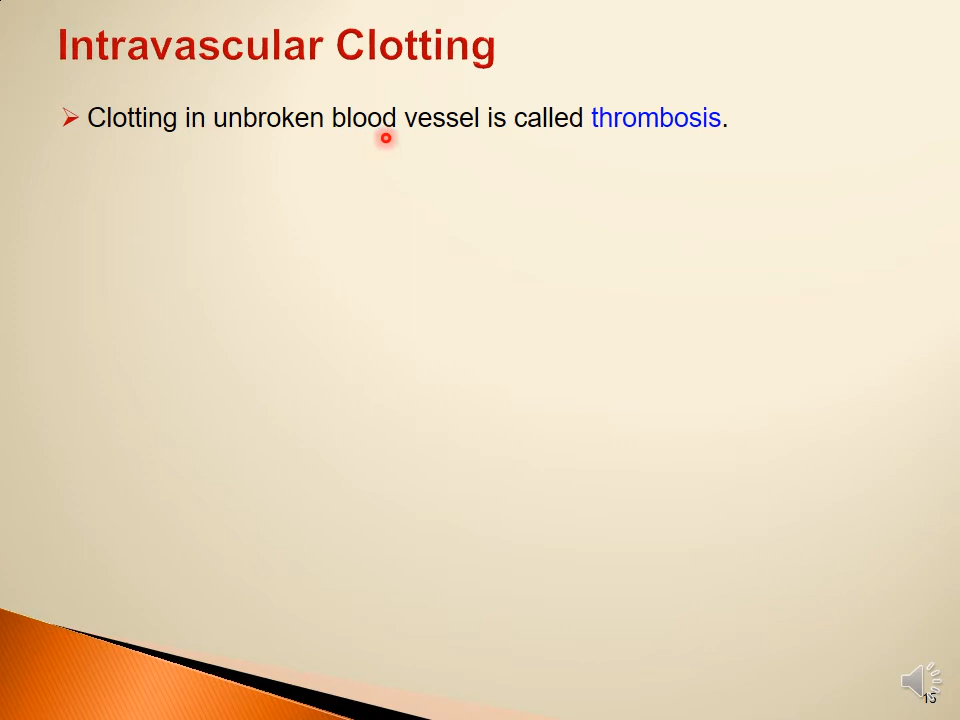 Intravascular Clotting
Clotting in unbroken blood vessel is called thrombosis.
15